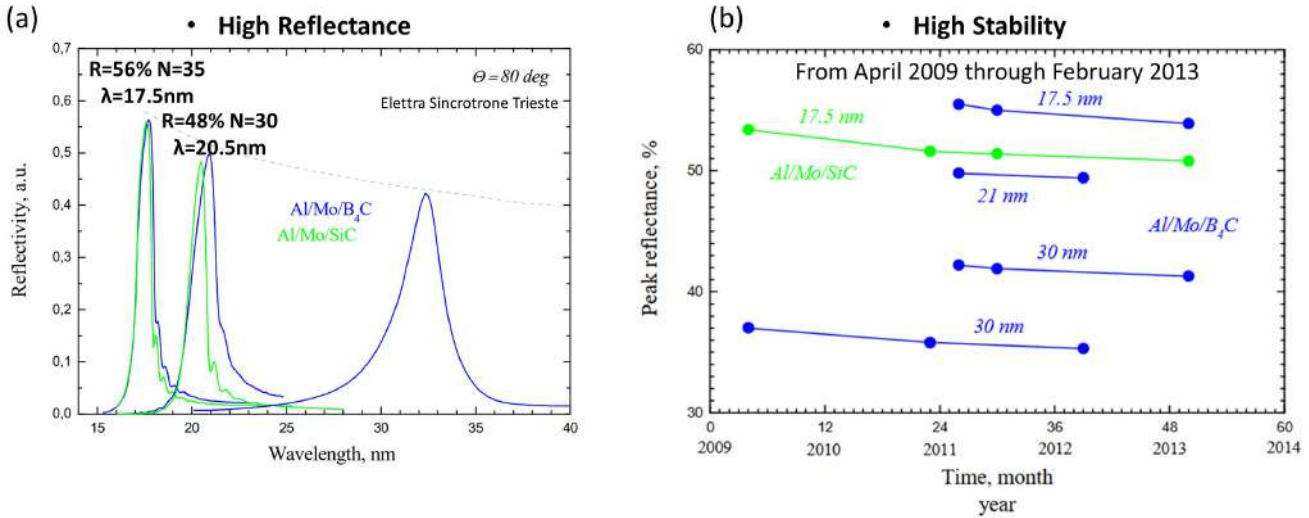 (a)
• High Reflectance
0,7
0,6
0,5
0,4
0,3
0,2
0,1
0,0
Reflectivity, a.u.
R=56% N=35
λ=17.5nm
R=48% N=30
λ=20.5nm
Θ = 80 deg
Elettra Sincrotrone Trieste
Al/Mo/B₄C
Al/Mo/SiC
15 20 25 30 35 40
Wavelength, nm
(b)
• High Stability
From April 2009 through February 2013
60
50
40
30
Peak reflectance, %
17.5 nm
17.5 nm
Al/Mo/SiC
21 nm
Al/Mo/B₄C
30 nm
30 nm
0 12 24 36 48 60
2009 2010 2011 2012 2013 2014
Time, month
year